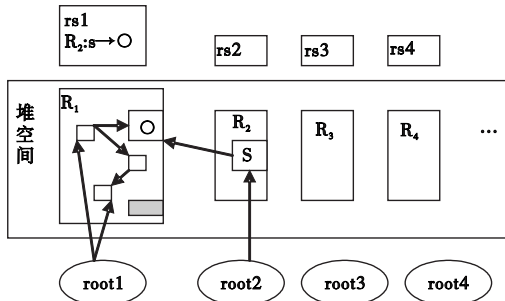 rs1
R₂:s→○
rs2
rs3
rs4
堆空间
R₁
R₂
S
R₃
R₄
...
root1
root2
root3
root4